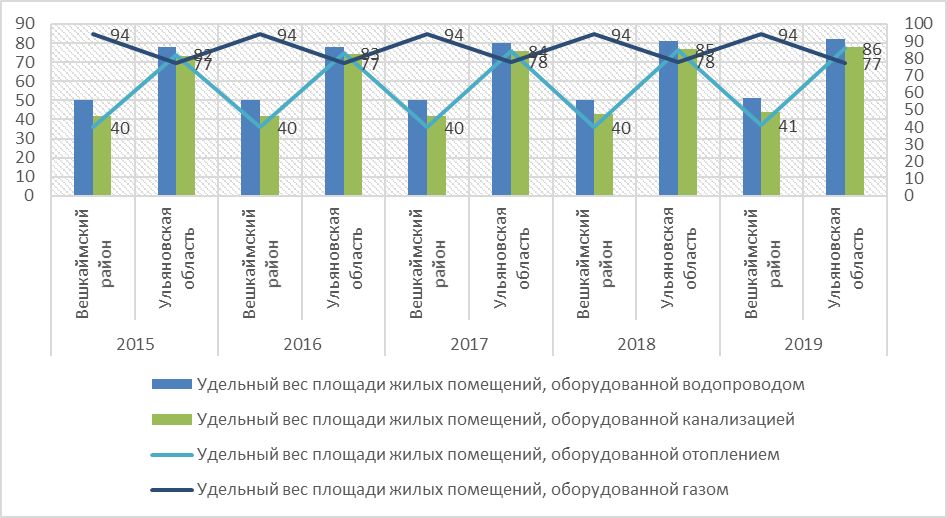 90
80
70
60
50
40
30
20
10
0
100
90
80
70
60
50
40
30
20
10
0
94
94
94
94
94
83
84
85
86
77
77
78
78
77
40
40
40
40
41
Вешкаймский
район
Ульяновская
область
Вешкаймский
район
Ульяновская
область
Вешкаймский
район
Ульяновская
область
Вешкаймский
район
Ульяновская
область
Вешкаймский
район
Ульяновская
область
2015
2016
2017
2018
2019
Удельный вес площади жилых помещений, оборудованной водопроводом
Удельный вес площади жилых помещений, оборудованной канализацией
Удельный вес площади жилых помещений, оборудованной отоплением
Удельный вес площади жилых помещений, оборудованной газом